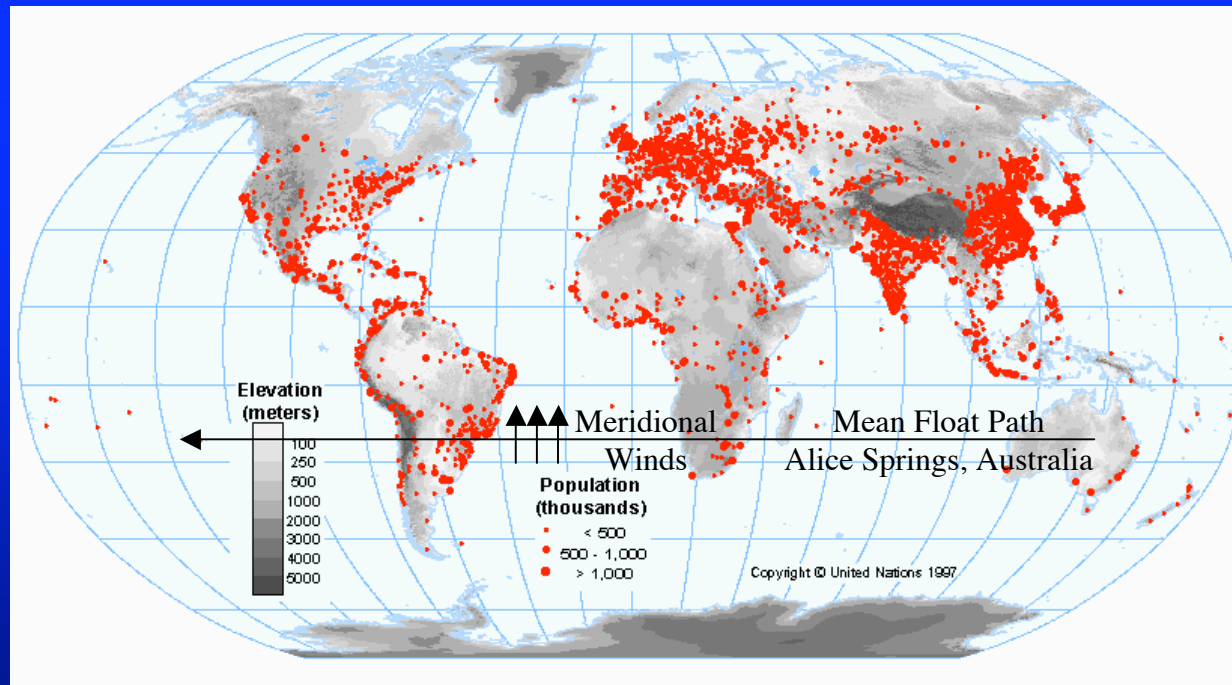 Elevation
(meters)
100
250
500
1000
2000
3000
4000
5000
Meridional
Winds
Mean Float Path
Alice Springs, Australia
Population
(thousands)
< 500
500 - 1,000
> 1,000
Copyright © United Nations 1997